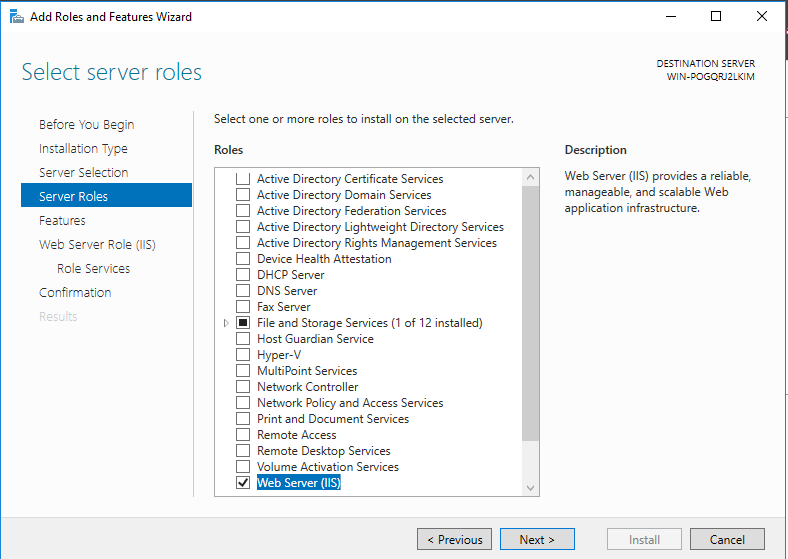 Add Roles and Features Wizard
Select server roles
DESTINATION SERVER
WIN-POGQRJ2LKIM
Before You Begin
Installation Type
Server Selection
Server Roles
Features
Web Server Role (IIS)
Role Services
Confirmation
Results
Select one or more roles to install on the selected server.
Roles
Active Directory Certificate Services
Active Directory Domain Services
Active Directory Federation Services
Active Directory Lightweight Directory Services
Active Directory Rights Management Services
Device Health Attestation
DHCP Server
DNS Server
Fax Server
File and Storage Services (1 of 12 installed)
Host Guardian Service
Hyper-V
MultiPoint Services
Network Controller
Network Policy and Access Services
Print and Document Services
Remote Access
Remote Desktop Services
Volume Activation Services
Web Server (IIS)
Description
Web Server (IIS) provides a reliable,
manageable, and scalable Web
application infrastructure.
< Previous
Next >
Install
Cancel